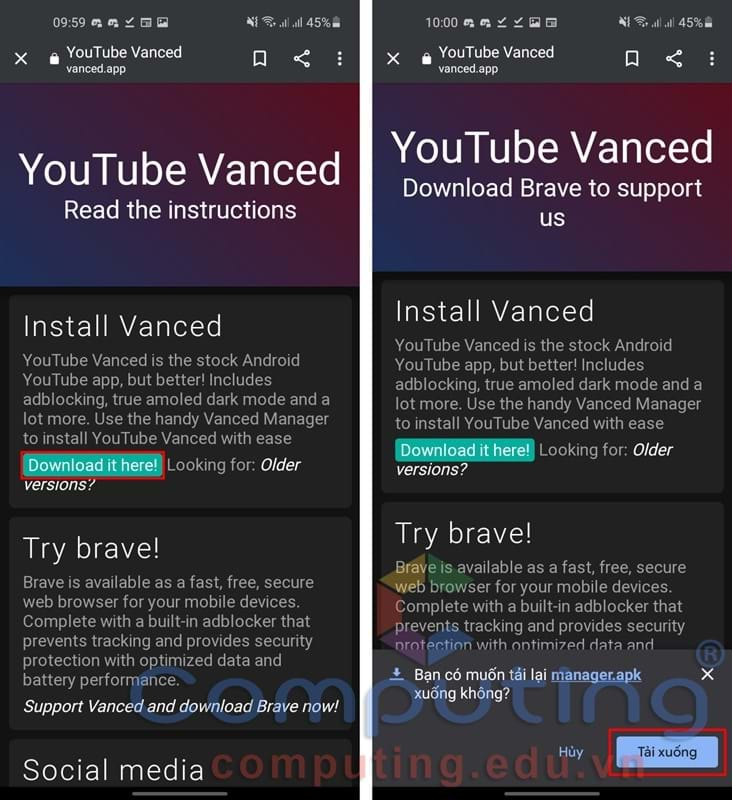 09:59
45%
YouTube Vanced
vanced.app
YouTube Vanced
Read the instructions
Install Vanced
YouTube Vanced is the stock Android
YouTube app, but better! Includes
adblocking, true amoled dark mode and a
lot more. Use the handy Vanced Manager
to install YouTube Vanced with ease
Download it here! Looking for: Older
versions?
Try brave!
Brave is available as a fast, free, secure
web browser for your mobile devices.
Complete with a built-in adblocker that
prevents tracking and provides security
protection with optimized data and
battery performance.
Support Vanced and download Brave now!
Social media
10:00
45%
YouTube Vanced
vanced.app
YouTube Vanced
Download Brave to support
us
Install Vanced
YouTube Vanced is the stock Android
YouTube app, but better! Includes
adblocking, true amoled dark mode and a
lot more. Use the handy Vanced Manager
to install YouTube Vanced with ease
Download it here! Looking for: Older
versions?
Try brave!
Brave is available as a fast, free, secure
web browser for your mobile devices.
Complete with a built-in adblocker that
prevents tracking and provides security
protection with optimized data and
Bạn có muốn tải lại manager.apk
xuống không?
Hủy
Tải xuống
Computing®
computing.edu.vn